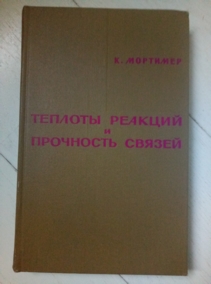 К. МОРТИМЕР
ТЕПЛОТЫ РЕАКЦИЙ
И
ПРОЧНОСТЬ СВЯЗЕЙ